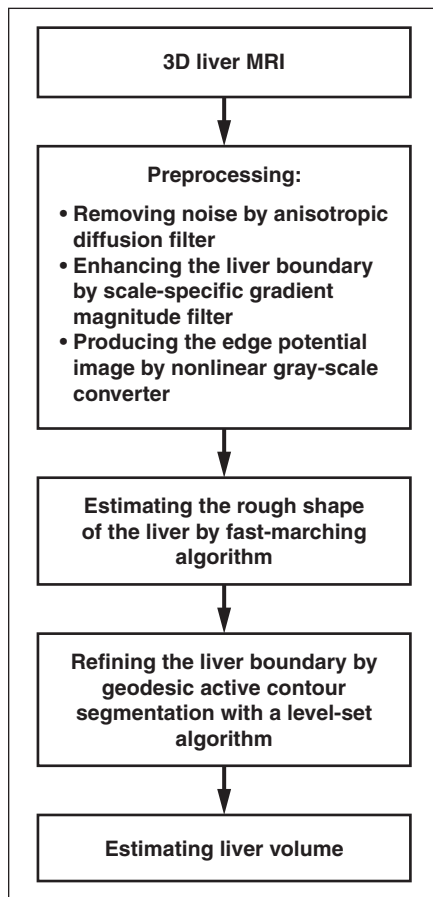 3D liver MRI
Preprocessing:
• Removing noise by anisotropic
diffusion filter
• Enhancing the liver boundary
by scale-specific gradient
magnitude filter
• Producing the edge potential
image by nonlinear gray-scale
converter
Estimating the rough shape
of the liver by fast-marching
algorithm
Refining the liver boundary by
geodesic active contour
segmentation with a level-set
algorithm
Estimating liver volume